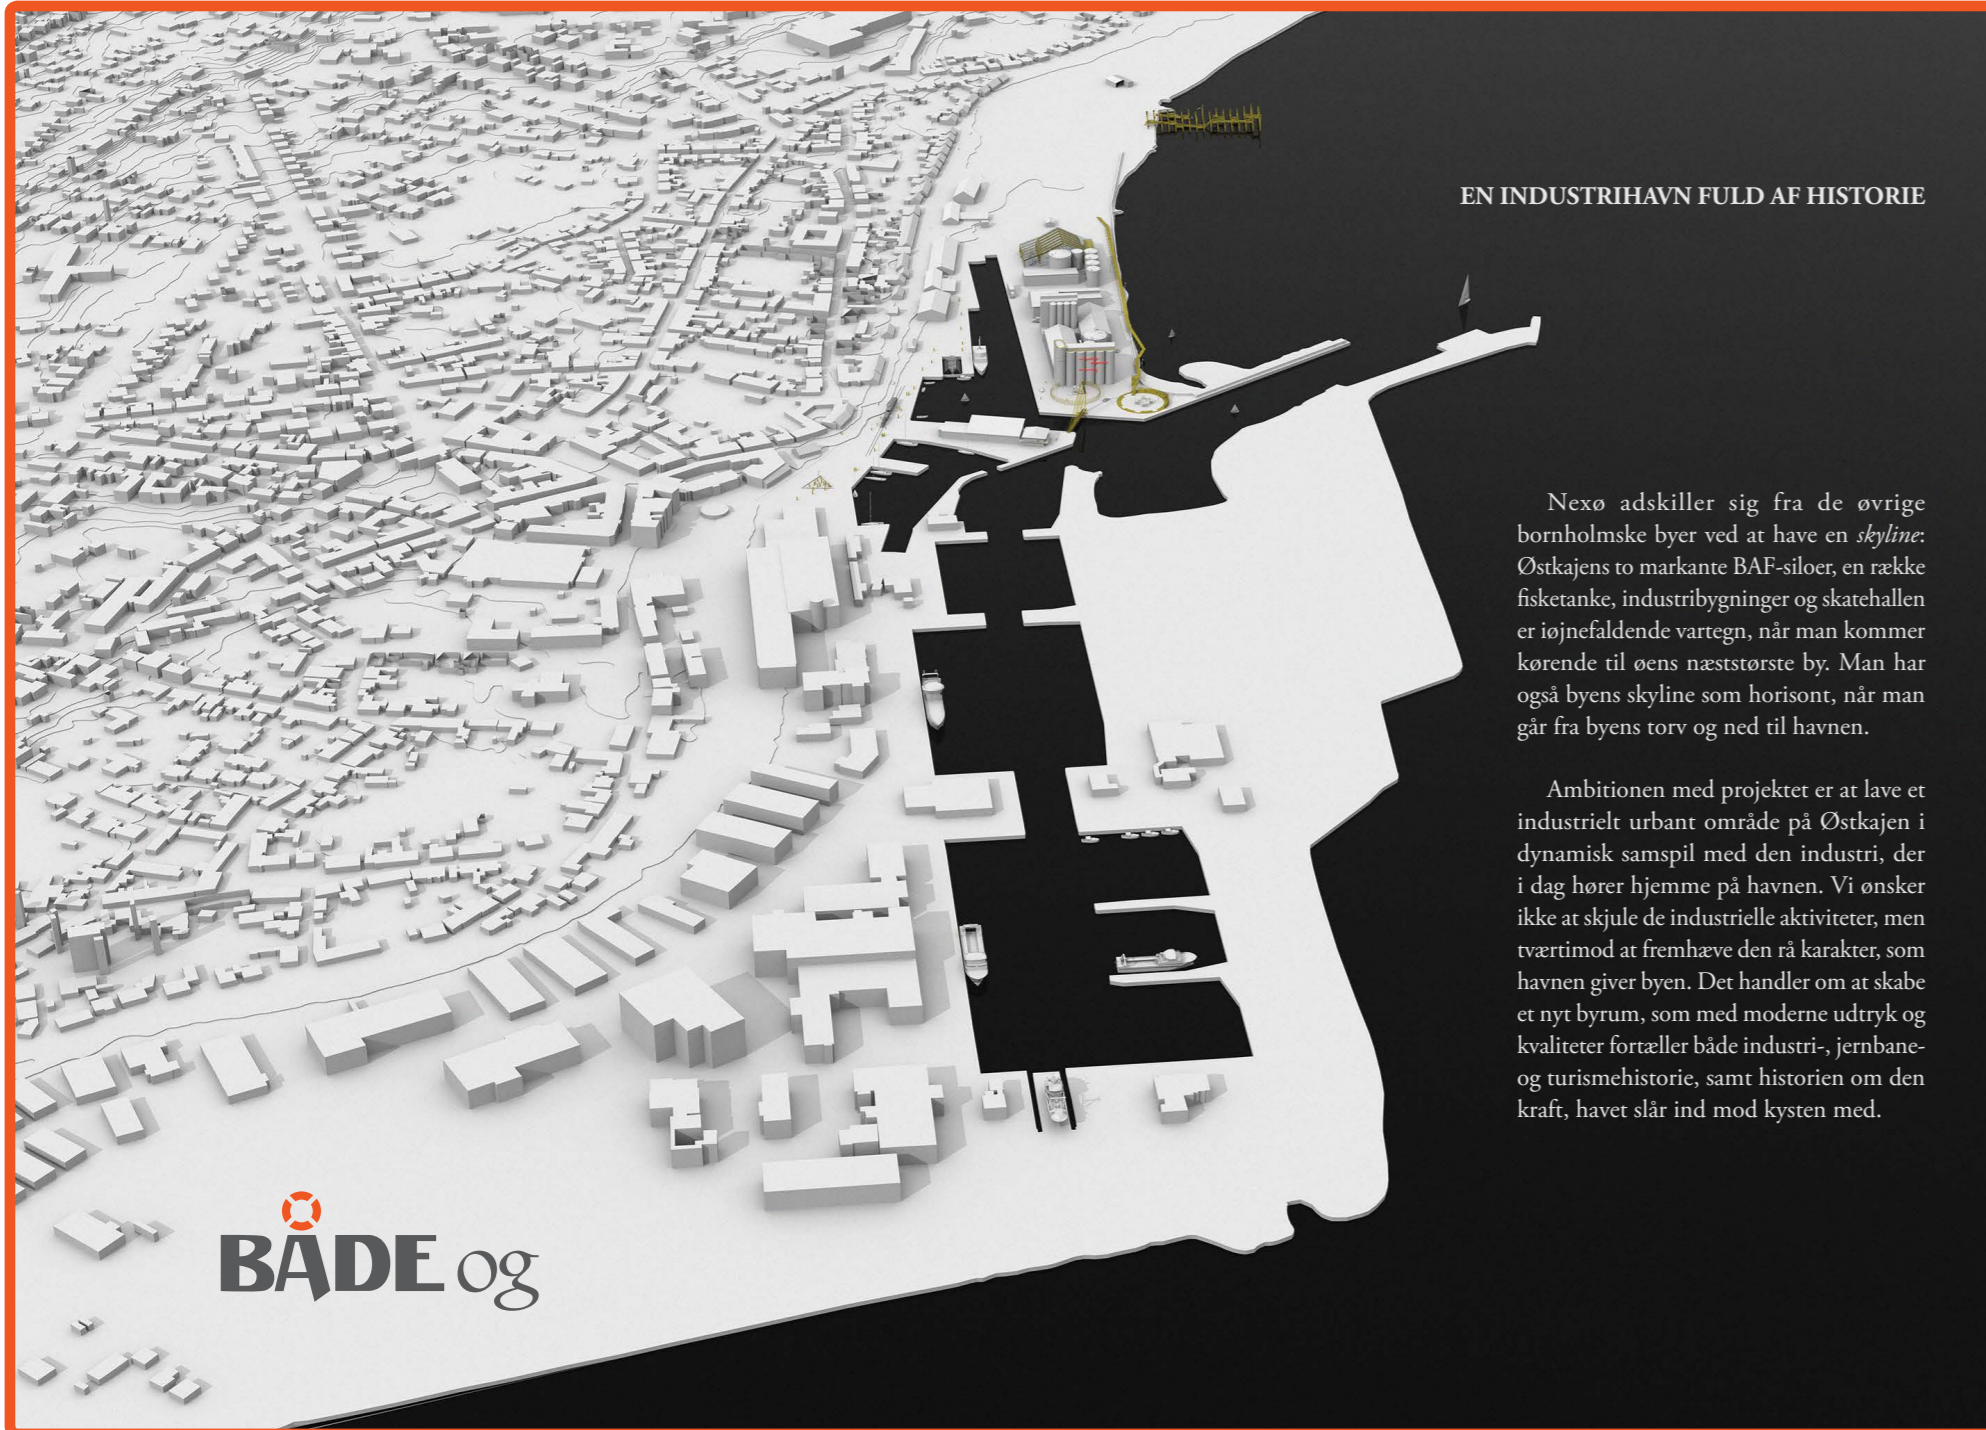 EN INDUSTRIHAVN FULD AF HISTORIE
Nexø adskiller sig fra de øvrige
bornholmske byer ved at have en skyline:
Østkajens to markante BAF-siloer, en række
fisketanke, industribygninger og skatehallen
er iøjnefaldende vartegn, når man kommer
kørende til øens næststørste by. Man har
også byens skyline som horisont, når man
går fra byens torv og ned til havnen.
Ambitionen med projektet er at lave et
industrielt urbant område på Østkajen i
dynamisk samspil med den industri, der
i dag hører hjemme på havnen. Vi ønsker
ikke at skjule de industrielle aktiviteter, men
tværtimod at fremhæve den rå karakter, som
havnen giver byen. Det handler om at skabe
et nyt byrum, som med moderne udtryk og
kvaliteter fortæller både industri-, jernbane-
og turismehistorie, samt historien om den
kraft, havet slår ind mod kysten med.
BÅDE og